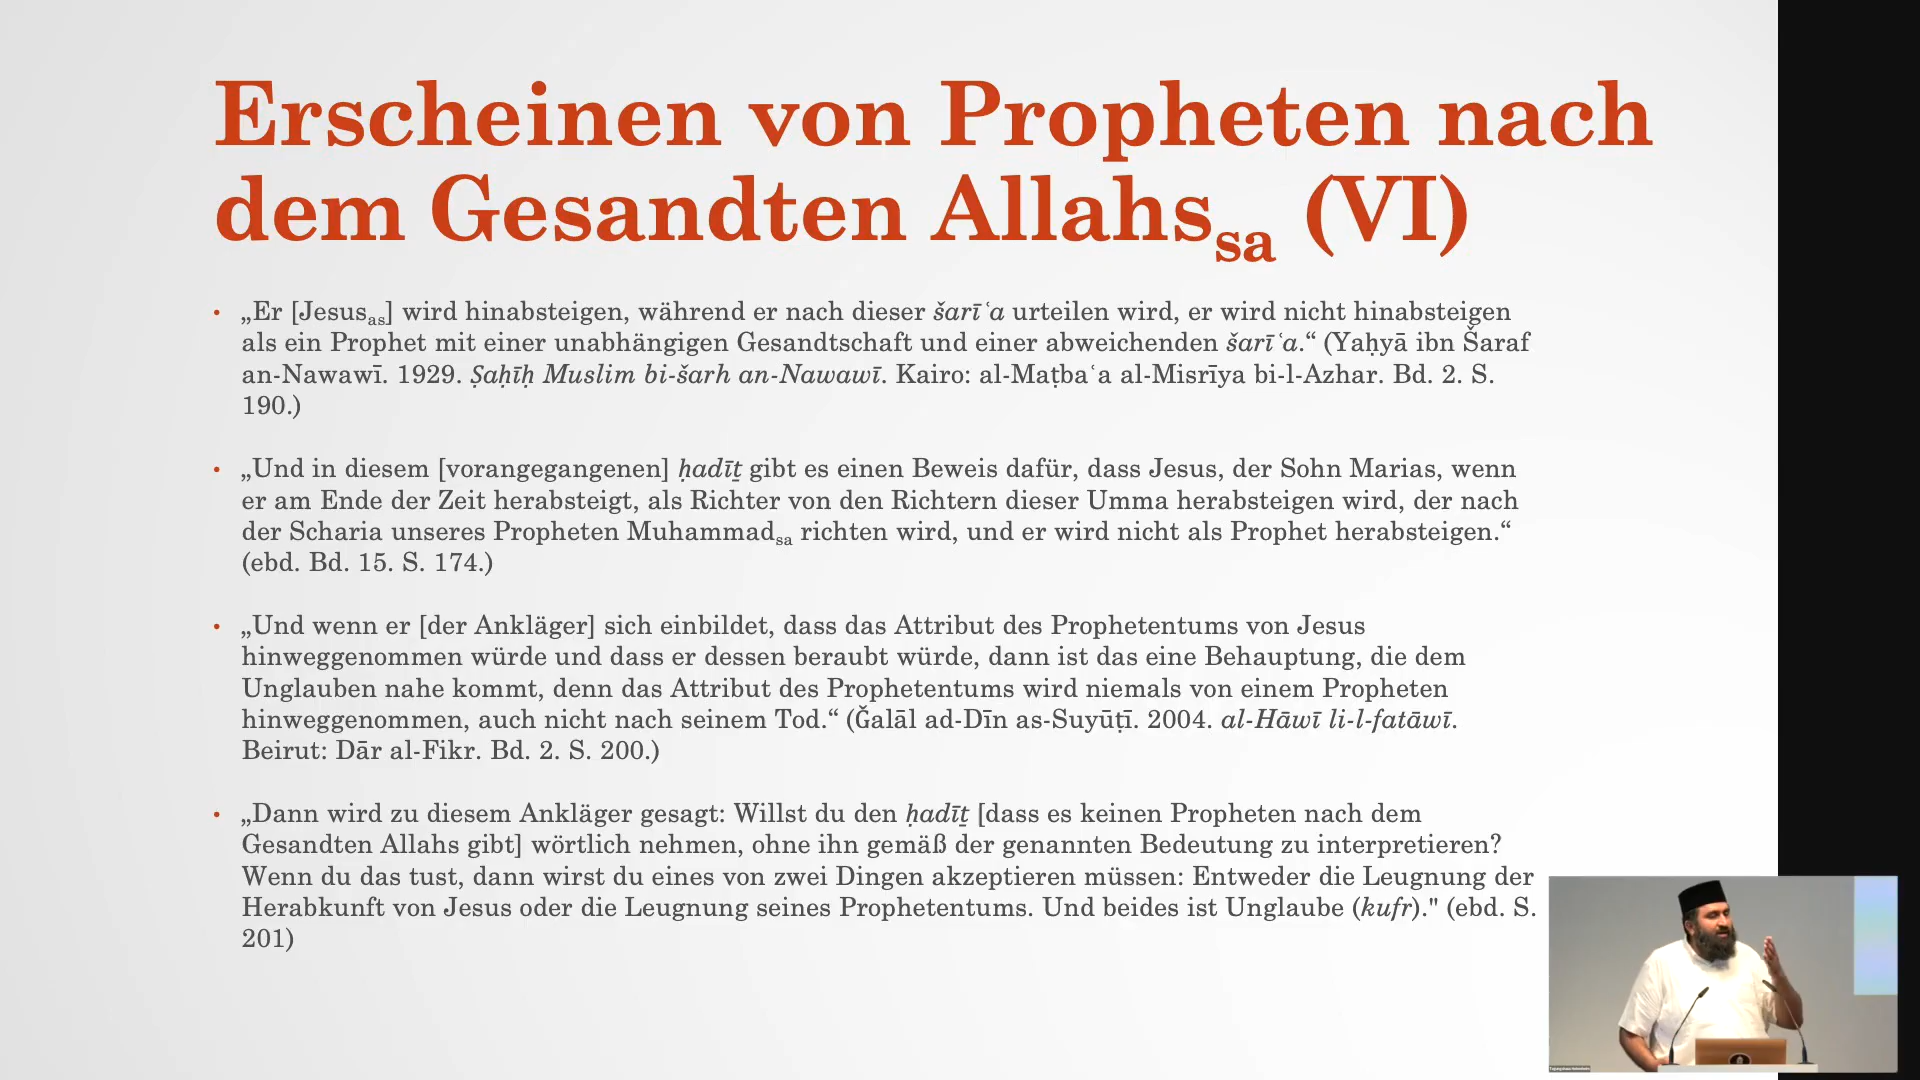 Erscheinen von Propheten nach
dem Gesandten Allahssa (VI)
• „Er [Jesusas] wird hinabsteigen, während er nach dieser šarīʿa urteilen wird, er wird nicht hinabsteigen
als ein Prophet mit einer unabhängigen Gesandtschaft und einer abweichenden šarīʿa.“ (Yaḥyā ibn Šaraf
an-Nawawī. 1929. Ṣaḥīḥ Muslim bi-šarh an-Nawawī. Kairo: al-Maṭbaʿa al-Misrīya bi-l-Azhar. Bd. 2. S.
190.)
• „Und in diesem [vorangegangenen] ḥadīṯ gibt es einen Beweis dafür, dass Jesus, der Sohn Marias, wenn
er am Ende der Zeit herabsteigt, als Richter von den Richtern dieser Umma herabsteigen wird, der nach
der Scharia unseres Propheten Muhammadsa richten wird, und er wird nicht als Prophet herabsteigen.“
(ebd. Bd. 15. S. 174.)
• „Und wenn er [der Ankläger] sich einbildet, dass das Attribut des Prophetentums von Jesus
hinweggenommen würde und dass er dessen beraubt würde, dann ist das eine Behauptung, die dem
Unglauben nahe kommt, denn das Attribut des Prophetentums wird niemals von einem Propheten
hinweggenommen, auch nicht nach seinem Tod.“ (Ǧalāl ad-Dīn as-Suyūṭī. 2004. al-Hāwī li-l-fatāwī.
Beirut: Dār al-Fikr. Bd. 2. S. 200.)
• „Dann wird zu diesem Ankläger gesagt: Willst du den ḥadīṯ [dass es keinen Propheten nach dem
Gesandten Allahs gibt] wörtlich nehmen, ohne ihn gemäß der genannten Bedeutung zu interpretieren?
Wenn du das tust, dann wirst du eines von zwei Dingen akzeptieren müssen: Entweder die Leugnung der
Herabkunft von Jesus oder die Leugnung seines Prophetentums. Und beides ist Unglaube (kufr)." (ebd. S.
201)